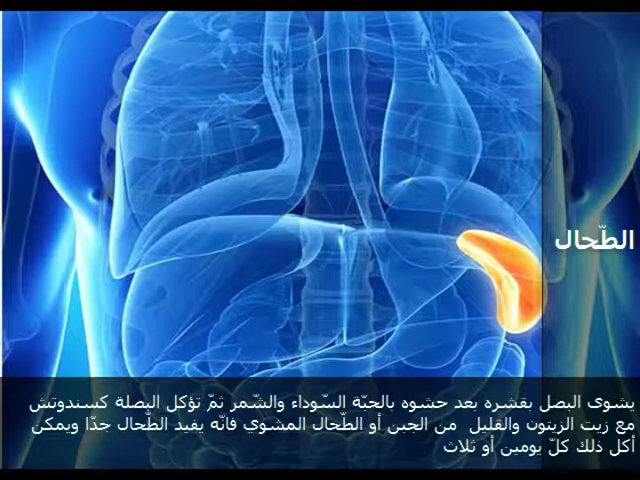 الطّحال
يشوى البصل بقشره بعد حشوه بالحبّة السّوداء والشّمر ثمّ تؤكل البصلة كسندوتش
مع زيت الزيتون والقليل من الجبن أو الطّحال المشوي فانّه يفيد الطّحال جدّا ويمكن
أكل ذلك كلّ يومين أو ثلاث